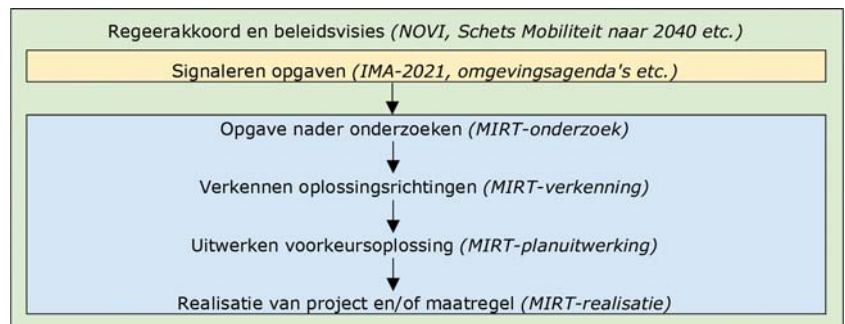 Regeerakkoord en beleidsvisies (NOVI, Schets Mobiliteit naar 2040 etc.)
Signaleren opgaven (IMA-2021, omgevingsagenda's etc.)
Opgave nader onderzoeken (MIRT-onderzoek)
Verkennen oplossingsrichtingen (MIRT-verkenning)
Uitwerken voorkeursoplossing (MIRT-planuitwerking)
Realisatie van project en/of maatregel (MIRT-realisatie)